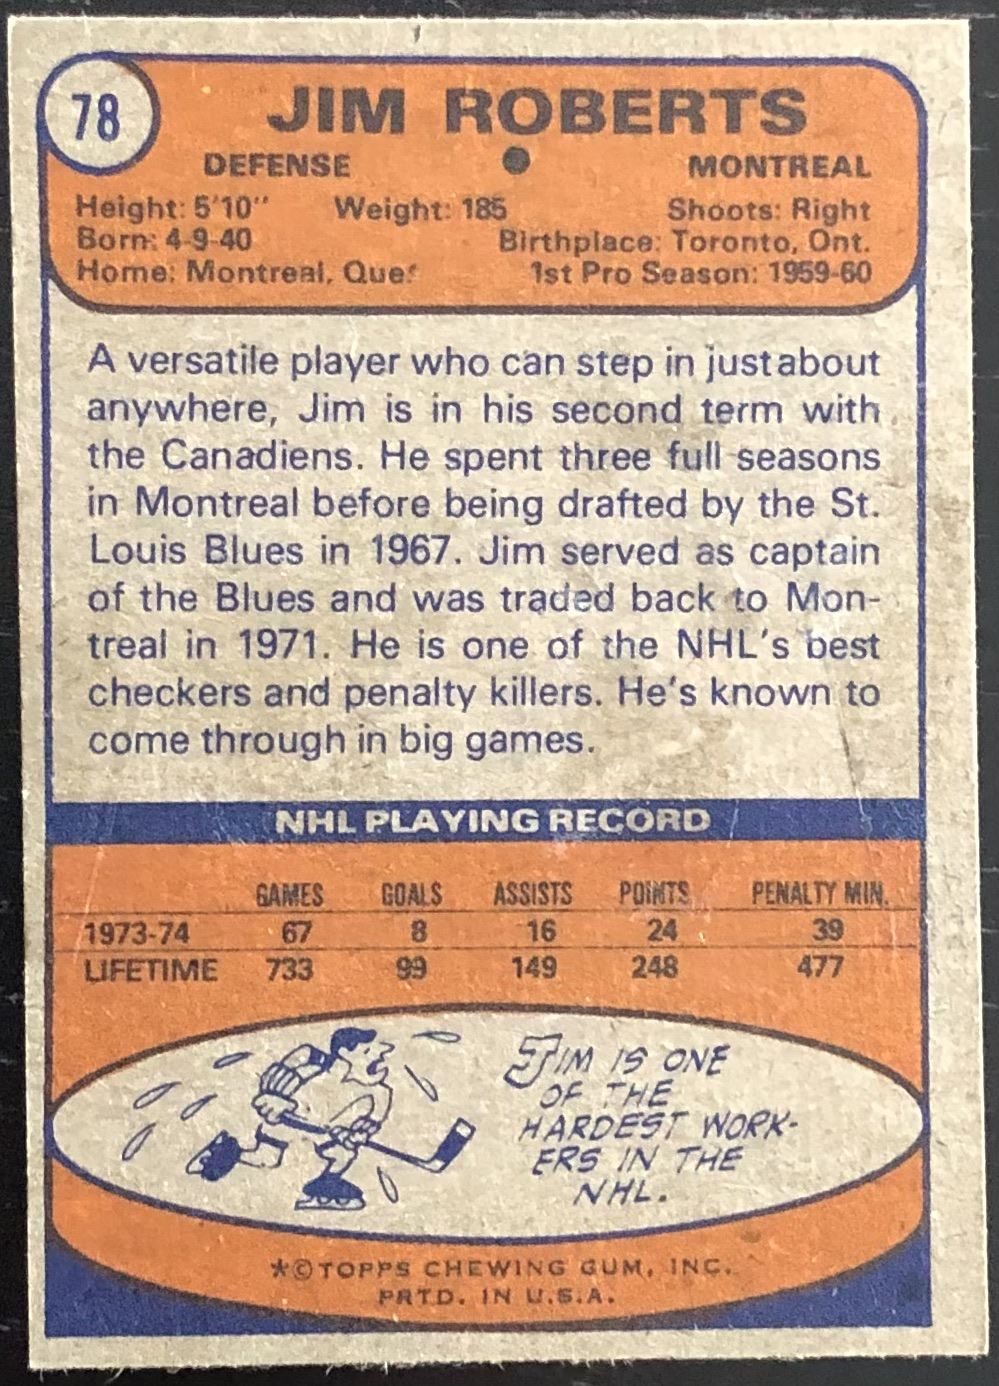 78
JIM ROBERTS
DEFENSE ● MONTREAL
Height: 5'10" Weight: 185 Shoots: Right
Born: 4-9-40 Birthplace: Toronto, Ont.
Home: Montreal, Que. 1st Pro Season: 1959-60
A versatile player who can step in just about
anywhere, Jim is in his second term with
the Canadiens. He spent three full seasons
in Montreal before being drafted by the St.
Louis Blues in 1967. Jim served as captain
of the Blues and was traded back to Mon-
treal in 1971. He is one of the NHL's best
checkers and penalty killers. He's known to
come through in big games.
NHL PLAYING RECORD
GAMES GOALS ASSISTS POINTS PENALTY MIN.
1973-74 67 8 16 24 39
LIFETIME 733 99 149 248 477
JIM IS ONE
OF THE
HARDEST WORK-
ERS IN THE
NHL.
*©TOPPS CHEWING GUM, INC.
PRTD. IN U.S.A.